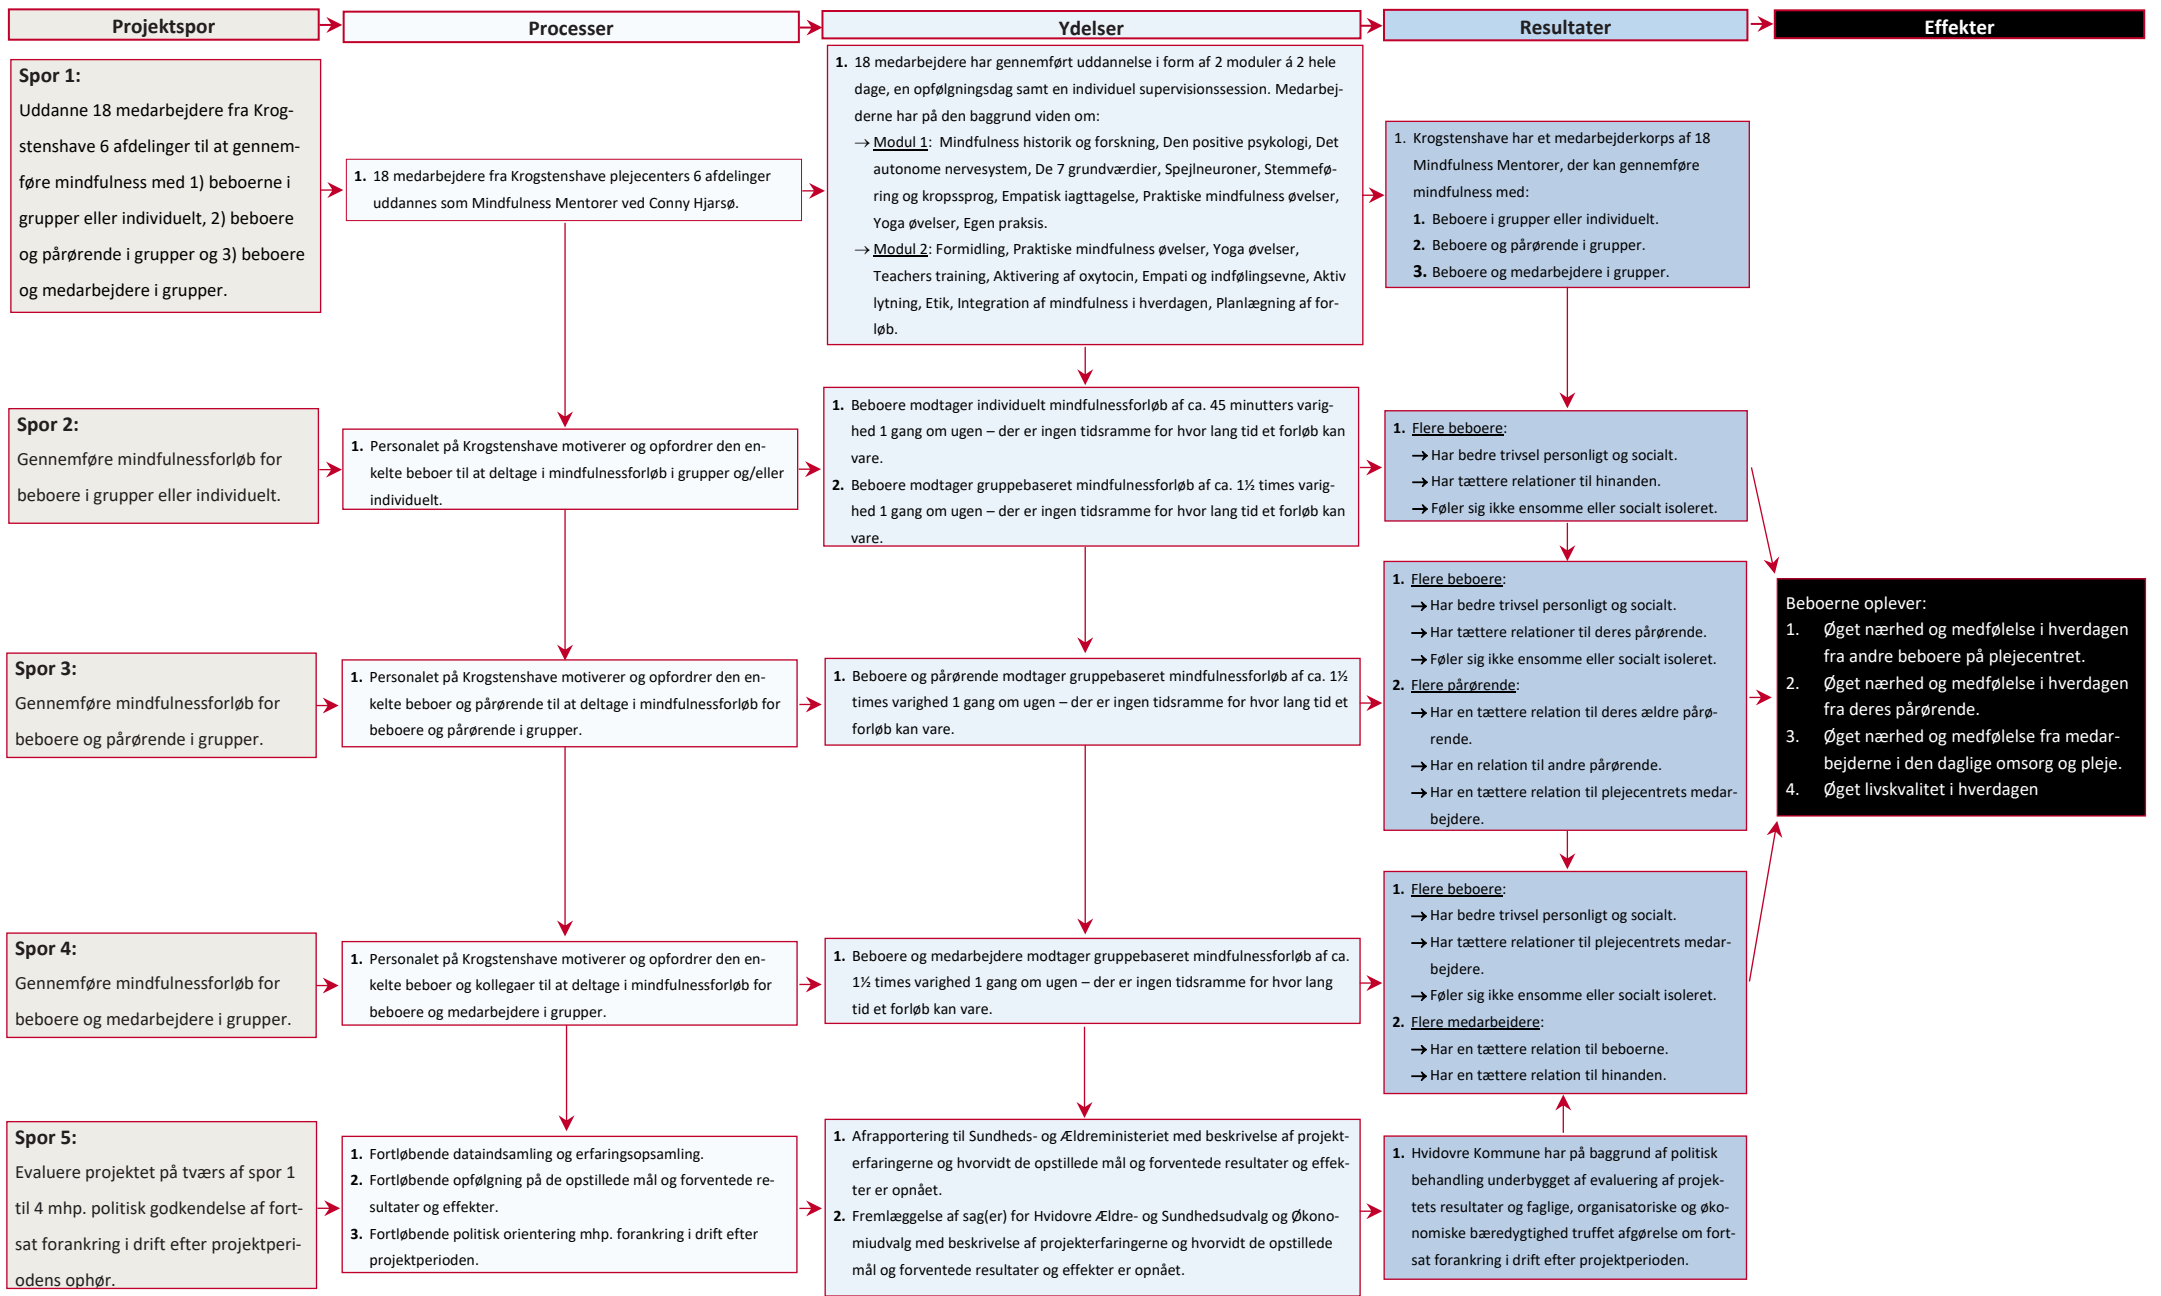 Projektspor
Processer
Ydelser
Resultater
Effekter
Spor 1:
Uddanne 18 medarbejdere fra Krog-
stenshave 6 afdelinger til at gennem-
føre mindfulness med 1) beboerne i
grupper eller individuelt, 2) beboere
og pårørende i grupper og 3) beboere
og medarbejdere i grupper.
1. 18 medarbejdere fra Krogstenshave plejecenters 6 afdelinger
uddannes som Mindfulness Mentorer ved Conny Hjarsø.
1. 18 medarbejdere har gennemført uddannelse i form af 2 moduler á 2 hele
dage, en opfølgningsdag samt en individuel supervisionssession. Medarbej-
derne har på den baggrund viden om:
→ Modul 1: Mindfulness historik og forskning, Den positive psykologi, Det
autonome nervesystem, De 7 grundværdier, Spejlneuroner, Stemmefø-
ring og kropssprog, Empatisk iagttagelse, Praktiske mindfulness øvelser,
Yoga øvelser, Egen praksis.
→ Modul 2: Formidling, Praktiske mindfulness øvelser, Yoga øvelser,
Teachers training, Aktivering af oxytocin, Empati og indfølingsevne, Aktiv
lytning, Etik, Integration af mindfulness i hverdagen, Planlægning af for-
løb.
1. Krogstenshave har et medarbejderkorps af 18
Mindfulness Mentorer, der kan gennemføre
mindfulness med:
1. Beboere i grupper eller individuelt.
2. Beboere og pårørende i grupper.
3. Beboere og medarbejdere i grupper.
Spor 2:
Gennemføre mindfulnessforløb for
beboere i grupper eller individuelt.
1. Personalet på Krogstenshave motiverer og opfordrer den en-
kelte beboer til at deltage i mindfulnessforløb i grupper og/eller
individuelt.
1. Beboere modtager individuelt mindfulnessforløb af ca. 45 minutters varig-
hed 1 gang om ugen – der er ingen tidsramme for hvor lang tid et forløb kan
vare.
2. Beboere modtager gruppebaseret mindfulnessforløb af ca. 1½ times varig-
hed 1 gang om ugen – der er ingen tidsramme for hvor lang tid et forløb kan
vare.
1. Flere beboere:
→ Har bedre trivsel personligt og socialt.
→ Har tættere relationer til hinanden.
→ Føler sig ikke ensomme eller socialt isoleret.
Spor 3:
Gennemføre mindfulnessforløb for
beboere og pårørende i grupper.
1. Personalet på Krogstenshave motiverer og opfordrer den en-
kelte beboer og pårørende til at deltage i mindfulnessforløb for
beboere og pårørende i grupper.
1. Beboere og pårørende modtager gruppebaseret mindfulnessforløb af ca. 1½
times varighed 1 gang om ugen – der er ingen tidsramme for hvor lang tid et
forløb kan vare.
1. Flere beboere:
→ Har bedre trivsel personligt og socialt.
→ Har tættere relationer til deres pårørende.
→ Føler sig ikke ensomme eller socialt isoleret.
2. Flere pårørende:
→ Har en tættere relation til deres ældre pårø-
rende.
→ Har en relation til andre pårørende.
→ Har en tættere relation til plejecentrets medar-
bejdere.
Beboerne oplever:
1. Øget nærhed og medfølelse i hverdagen
fra andre beboere på plejecentret.
2. Øget nærhed og medfølelse i hverdagen
fra deres pårørende.
3. Øget nærhed og medfølelse fra medar-
bejderne i den daglige omsorg og pleje.
4. Øget livskvalitet i hverdagen
Spor 4:
Gennemføre mindfulnessforløb for
beboere og medarbejdere i grupper.
1. Personalet på Krogstenshave motiverer og opfordrer den en-
kelte beboer og kollegaer til at deltage i mindfulnessforløb for
beboere og medarbejdere i grupper.
1. Beboere og medarbejdere modtager gruppebaseret mindfulnessforløb af ca.
1½ times varighed 1 gang om ugen – der er ingen tidsramme for hvor lang
tid et forløb kan vare.
1. Flere beboere:
→ Har bedre trivsel personligt og socialt.
→ Har tættere relationer til plejecentrets medar-
bejdere.
→ Føler sig ikke ensomme eller socialt isoleret.
2. Flere medarbejdere:
→ Har en tættere relation til beboerne.
→ Har en tættere relation til hinanden.
Spor 5:
Evaluere projektet på tværs af spor 1
til 4 mhp. politisk godkendelse af fort-
sat forankring i drift efter projektperi-
odens ophør.
1. Fortløbende dataindsamling og erfaringsopsamling.
2. Fortløbende opfølgning på de opstillede mål og forventede re-
sultater og effekter.
3. Fortløbende politisk orientering mhp. forankring i drift efter
projektperioden.
1. Afrapportering til Sundheds- og Ældreministeriet med beskrivelse af projekt-
erfaringerne og hvorvidt de opstillede mål og forventede resultater og effek-
ter er opnået.
2. Fremlæggelse af sag(er) for Hvidovre Ældre- og Sundhedsudvalg og Økono-
miudvalg med beskrivelse af projekterfaringerne og hvorvidt de opstillede
mål og forventede resultater og effekter er opnået.
1. Hvidovre Kommune har på baggrund af politisk
behandling underbygget af evaluering af projek-
tets resultater og faglige, organisatoriske og øko-
nomiske bæredygtighed truffet afgørelse om fort-
sat forankring i drift efter projektperioden.